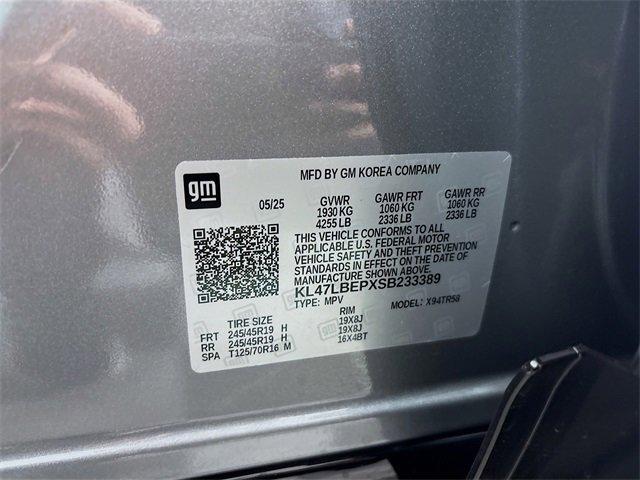 gm
MFD BY GM KOREA COMPANY
05/25 GVWR GAWR FRT GAWR RR
1930 KG 1060 KG 1060 KG
4255 LB 2336 LB 2336 LB
THIS VEHICLE CONFORMS TO ALL
APPLICABLE U.S. FEDERAL MOTOR
VEHICLE SAFETY AND THEFT PREVENTION
STANDARDS IN EFFECT ON THE DATE OF
MANUFACTURE SHOWN ABOVE.
KL47LBEPXSB233389
TYPE: MPV MODEL: X94TR58
TIRE SIZE RIM
FRT 245/45R19 H 19X8J
RR 245/45R19 H 19X8J
SPA T125/70R16 M 16X4BT